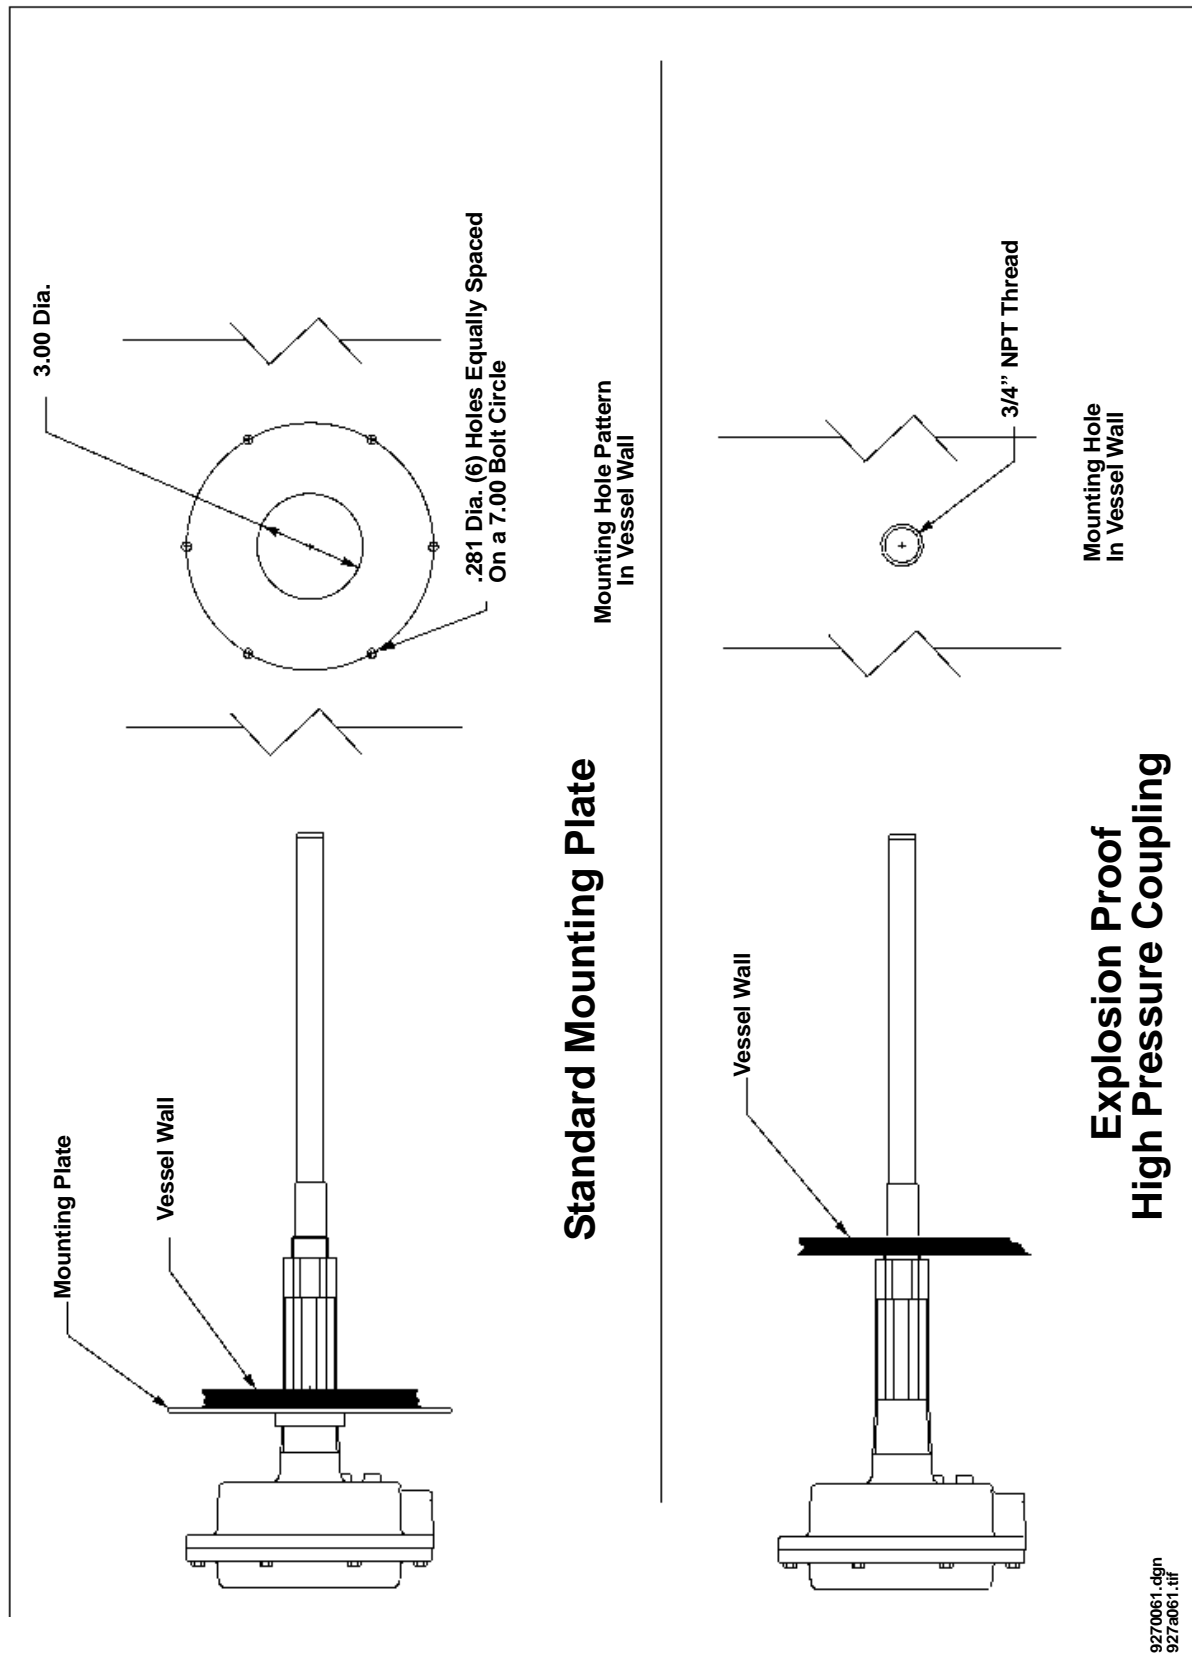 Mounting Plate
Vessel Wall
3.00 Dia.
.281 Dia. (6) Holes Equally Spaced
On a 7.00 Bolt Circle
Mounting Hole Pattern
In Vessel Wall
Standard Mounting Plate
Vessel Wall
3/4” NPT Thread
Mounting Hole
In Vessel Wall
Explosion Proof
High Pressure Coupling
9270061.dgn
927a061.tif